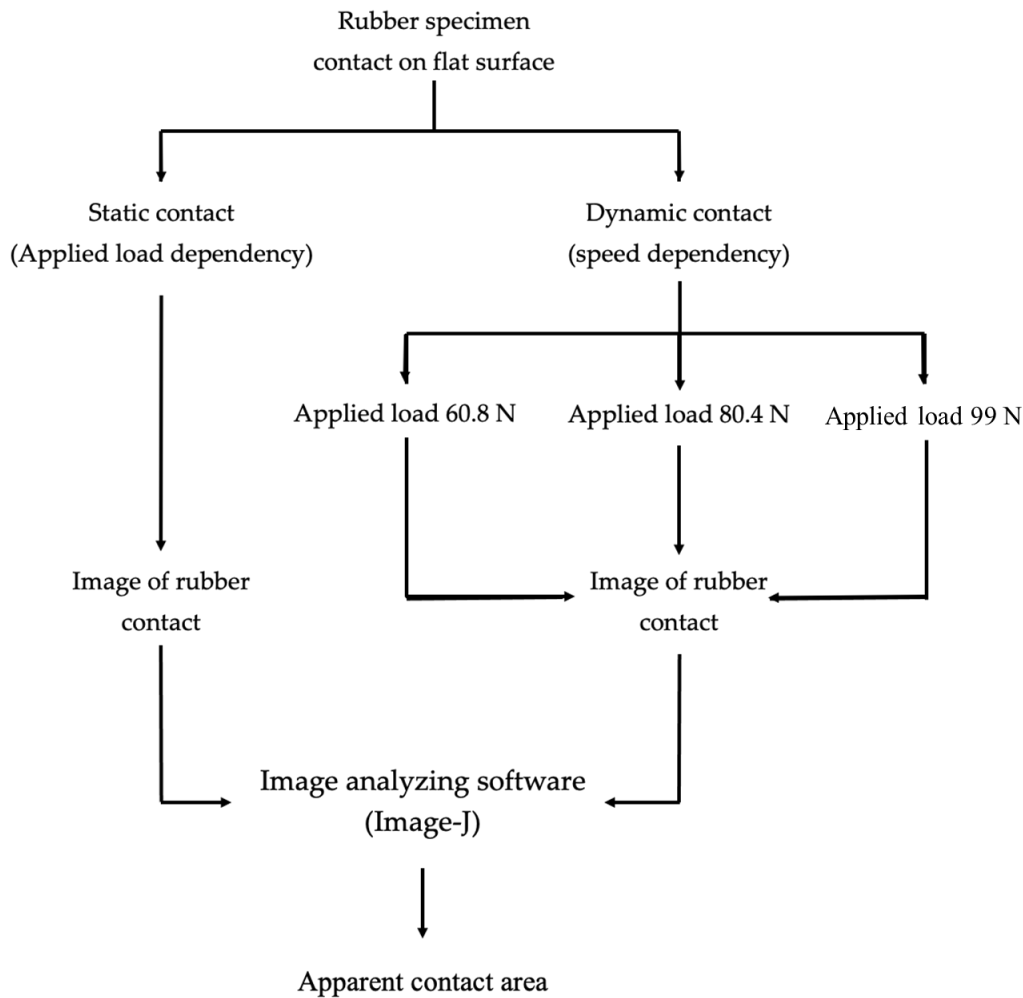 Rubber specimen
contact on flat surface
Static contact
(Applied load dependency)
Dynamic contact
(speed dependency)
Applied load 60.8 N
Applied load 80.4 N
Applied load 99 N
Image of rubber
contact
Image of rubber
contact
Image analyzing software
(Image-J)
Apparent contact area